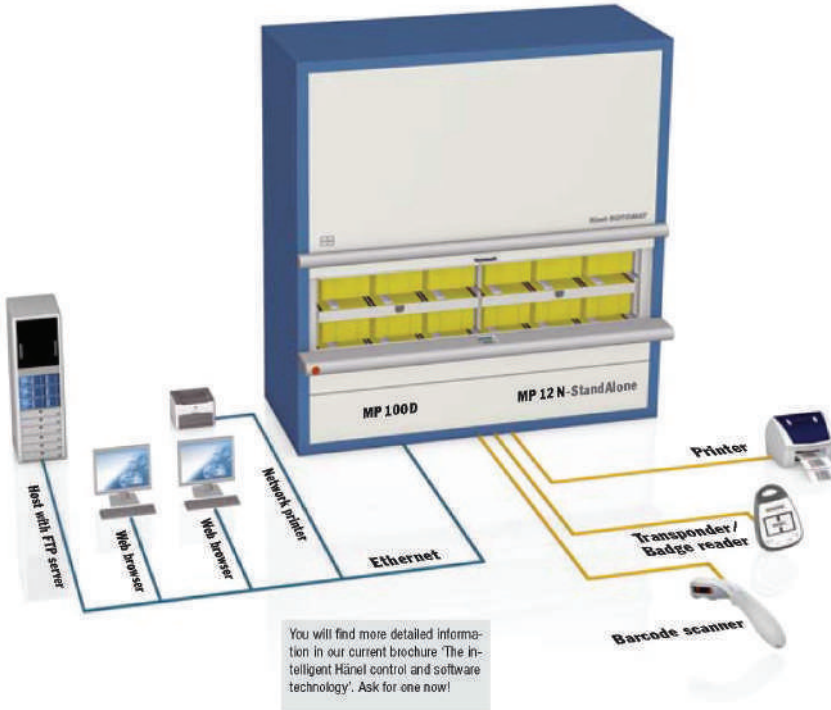 Hänel ROTOMAT
MP 100D
MP 12 N-StandAlone
Printer
Transponder/
Badge reader
Barcode scanner
Host with FTP server
Web browser
Web browser
Network printer
Ethernet
You will find more detailed informa-
tion in our current brochure 'The in-
telligent Hänel control and software
technology'. Ask for one now!